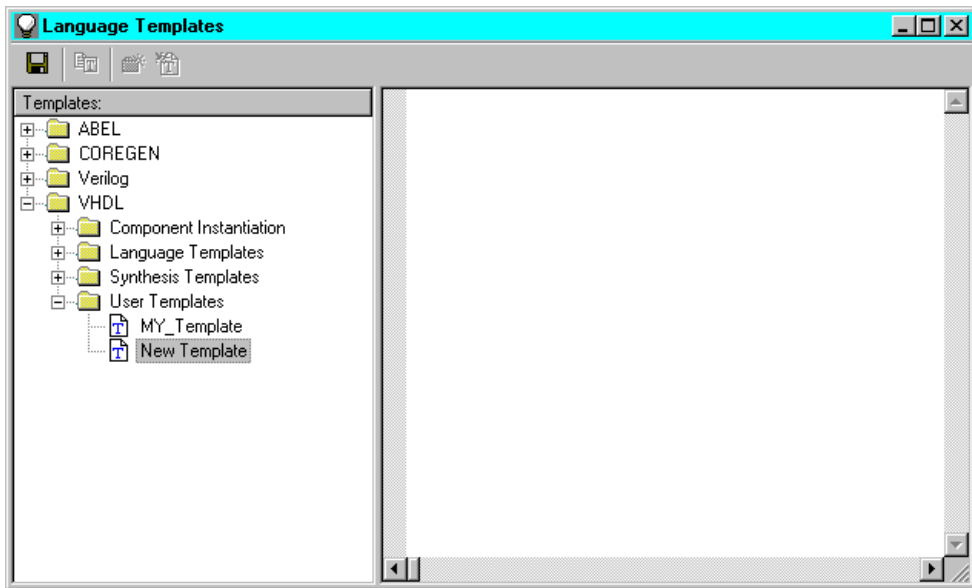 Language Templates
Templates:
ABEL
COREGEN
Verilog
VHDL
Component Instantiation
Language Templates
Synthesis Templates
User Templates
MY_Template
New Template